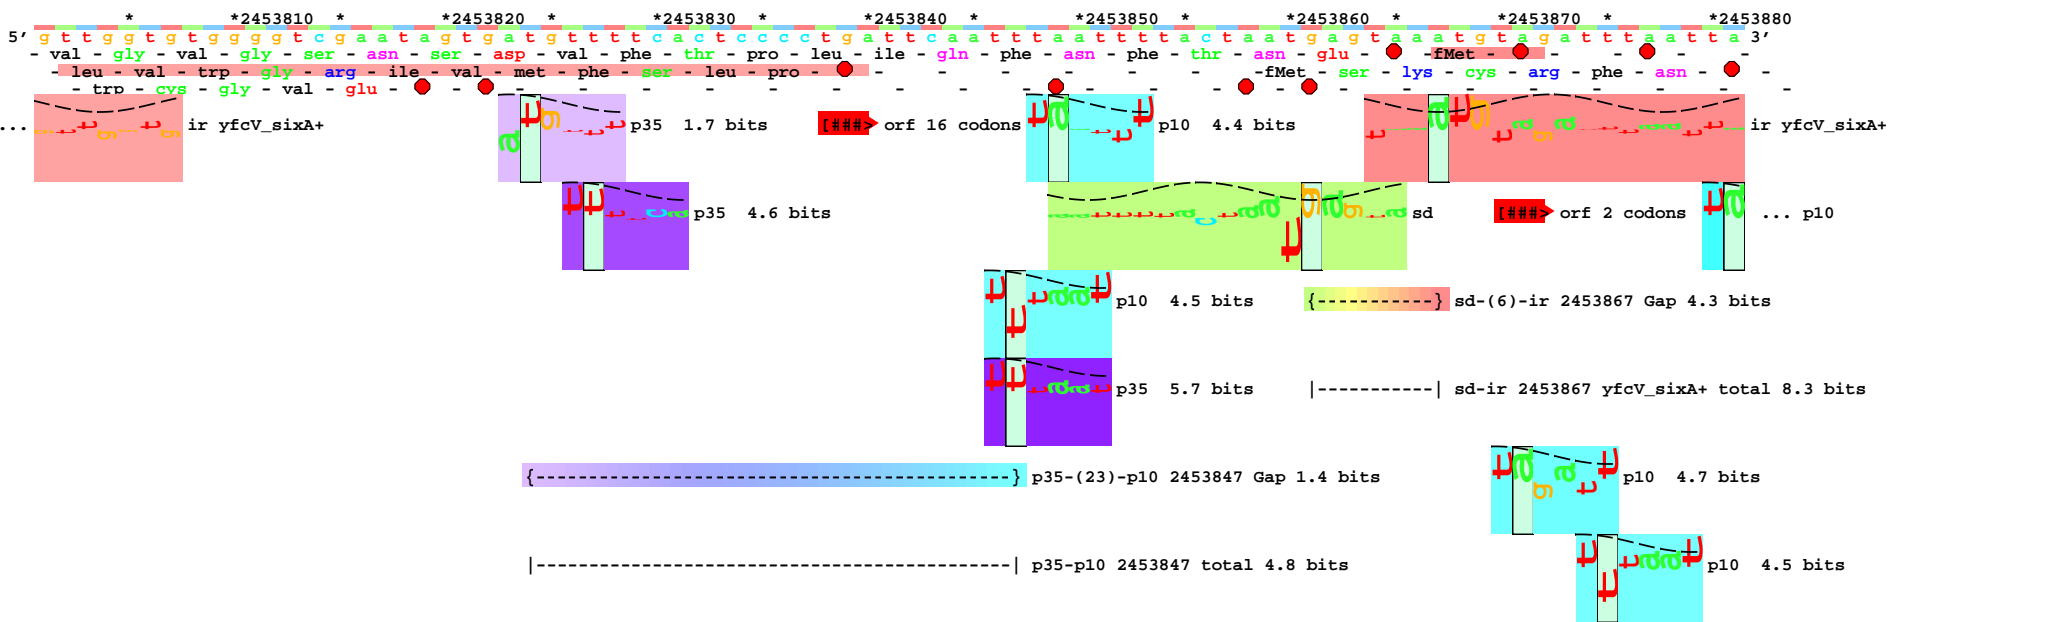 * *2453810 * *2453820 * *2453830 * *2453840 * *2453850 * *2453860 * *2453870 * *2453880
5' g t t g g t g t g g g g t c g a a t a g t g a t g t t t t c a c t c c c c t g a t t c a a t t t a a t t t t a c t a a t g a g t a a a t g t a g a t t t a a t t a 3'
- val - gly - val - gly - ser - asn - ser - asp - val - phe - thr - pro - leu - ile - gln - phe - asn - phe - thr - asn - glu - - fMet - - - - -
- leu - val - trp - gly - arg - ile - val - met - phe - ser - leu - pro - - - - - - - -fMet - ser - lys - cys - arg - phe - asn - -
- trp - cys - gly - val - glu - - - - - - - - - - - - - - - - - - - - - -
... ir yfcV_sixA+ p35 1.7 bits [###> orf 16 codons p10 4.4 bits ir yfcV_sixA+
p35 4.6 bits sd [###> orf 2 codons ... p10
p10 4.5 bits {-----------} sd-(6)-ir 2453867 Gap 4.3 bits
p35 5.7 bits |-----------| sd-ir 2453867 yfcV_sixA+ total 8.3 bits
{---------------------------------------------} p35-(23)-p10 2453847 Gap 1.4 bits p10 4.7 bits
|---------------------------------------------| p35-p10 2453847 total 4.8 bits p10 4.5 bits